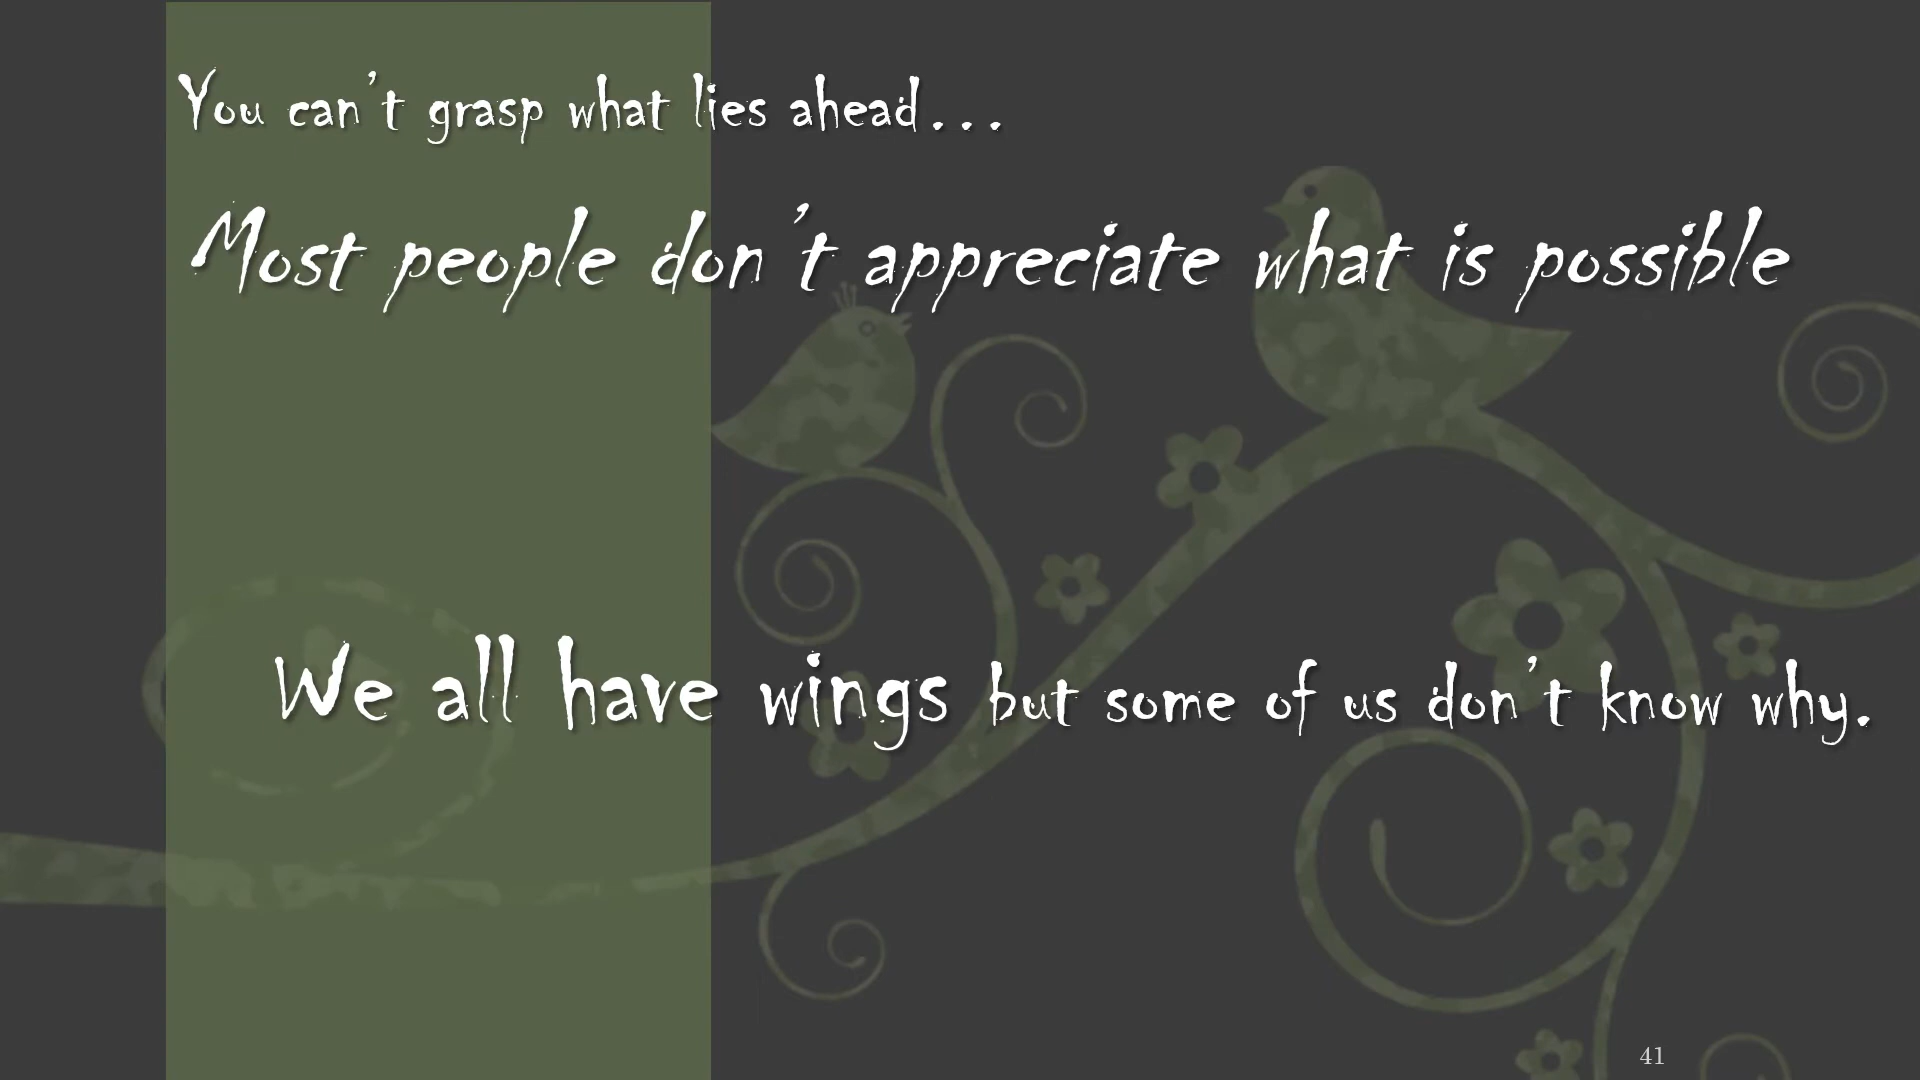 You can't grasp what lies ahead...
Most people don't appreciate what is possible
We all have wings but some of us don't know why.
41